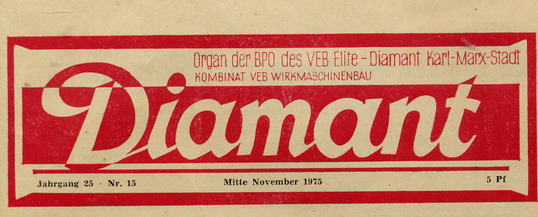 Organ der BPO des VEB Elite - Diamant Karl-Marx-Stadt
KOMBINAT VEB WIRKMASCHINENBAU
Diamant
Jahrgang 25 · Nr. 15 Mitte November 1975 5 Pf